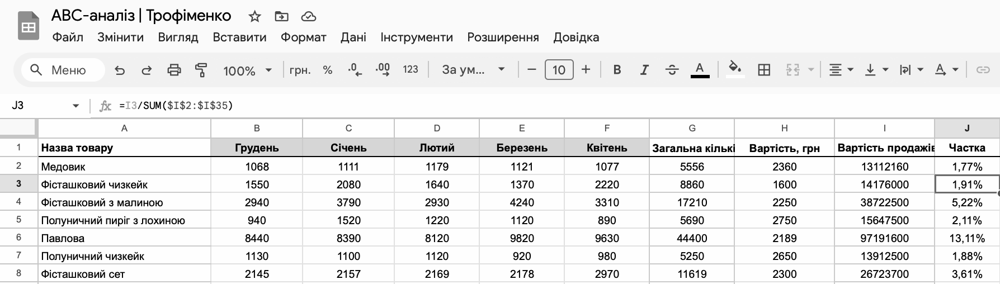 АВС-аналіз | Трофіменко
Файл Змінити Вигляд Вставити Формат Дані Інструменти Розширення Довідка
Меню 100% грн. % .0 .00 123 За ум... 10 B I S A A
J3 fx =I3/SUM($I$2:$I$35)
A B C D E F G H I J
1 Назва товару Грудень Січень Лютий Березень Квітень Загальна кількі Вартість, грн Вартість продажів Частка
2 Медовик 1068 1111 1179 1121 1077 5556 2360 13112160 1,77%
3 Фісташковий чизкейк 1550 2080 1640 1370 2220 8860 1600 14176000 1,91%
4 Фісташковий з малиною 2940 3790 2930 4240 3310 17210 2250 38722500 5,22%
5 Полуничний пиріг з лохиною 940 1520 1220 1120 890 5690 2750 15647500 2,11%
6 Павлова 8440 8390 8120 9820 9630 44400 2189 97191600 13,11%
7 Полуничний чизкейк 1130 1100 1120 920 980 5250 2650 13912500 1,88%
8 Фісташковий сет 2145 2157 2169 2178 2970 11619 2300 26723700 3,61%